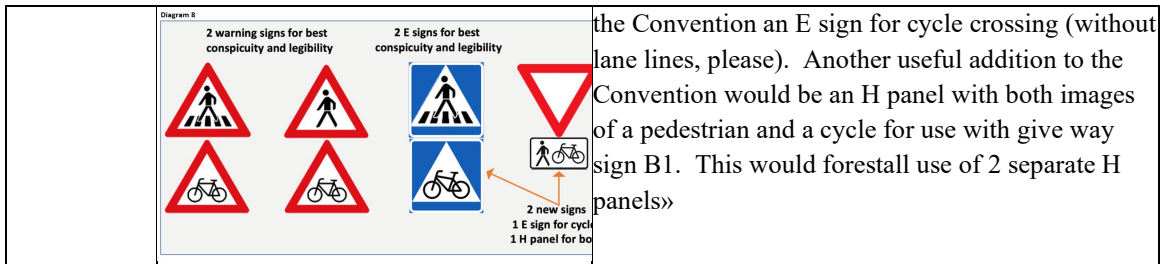 Diagram 8
2 warning signs for best
conspicuity and legibility
2 E signs for best
conspicuity and legibility
2 new signs
1 E sign for cycl
1 H panel for bo
the Convention an E sign for cycle crossing (without
lane lines, please).  Another useful addition to the
Convention would be an H panel with both images
of a pedestrian and a cycle for use with give way
sign B1.  This would forestall use of 2 separate H
panels»